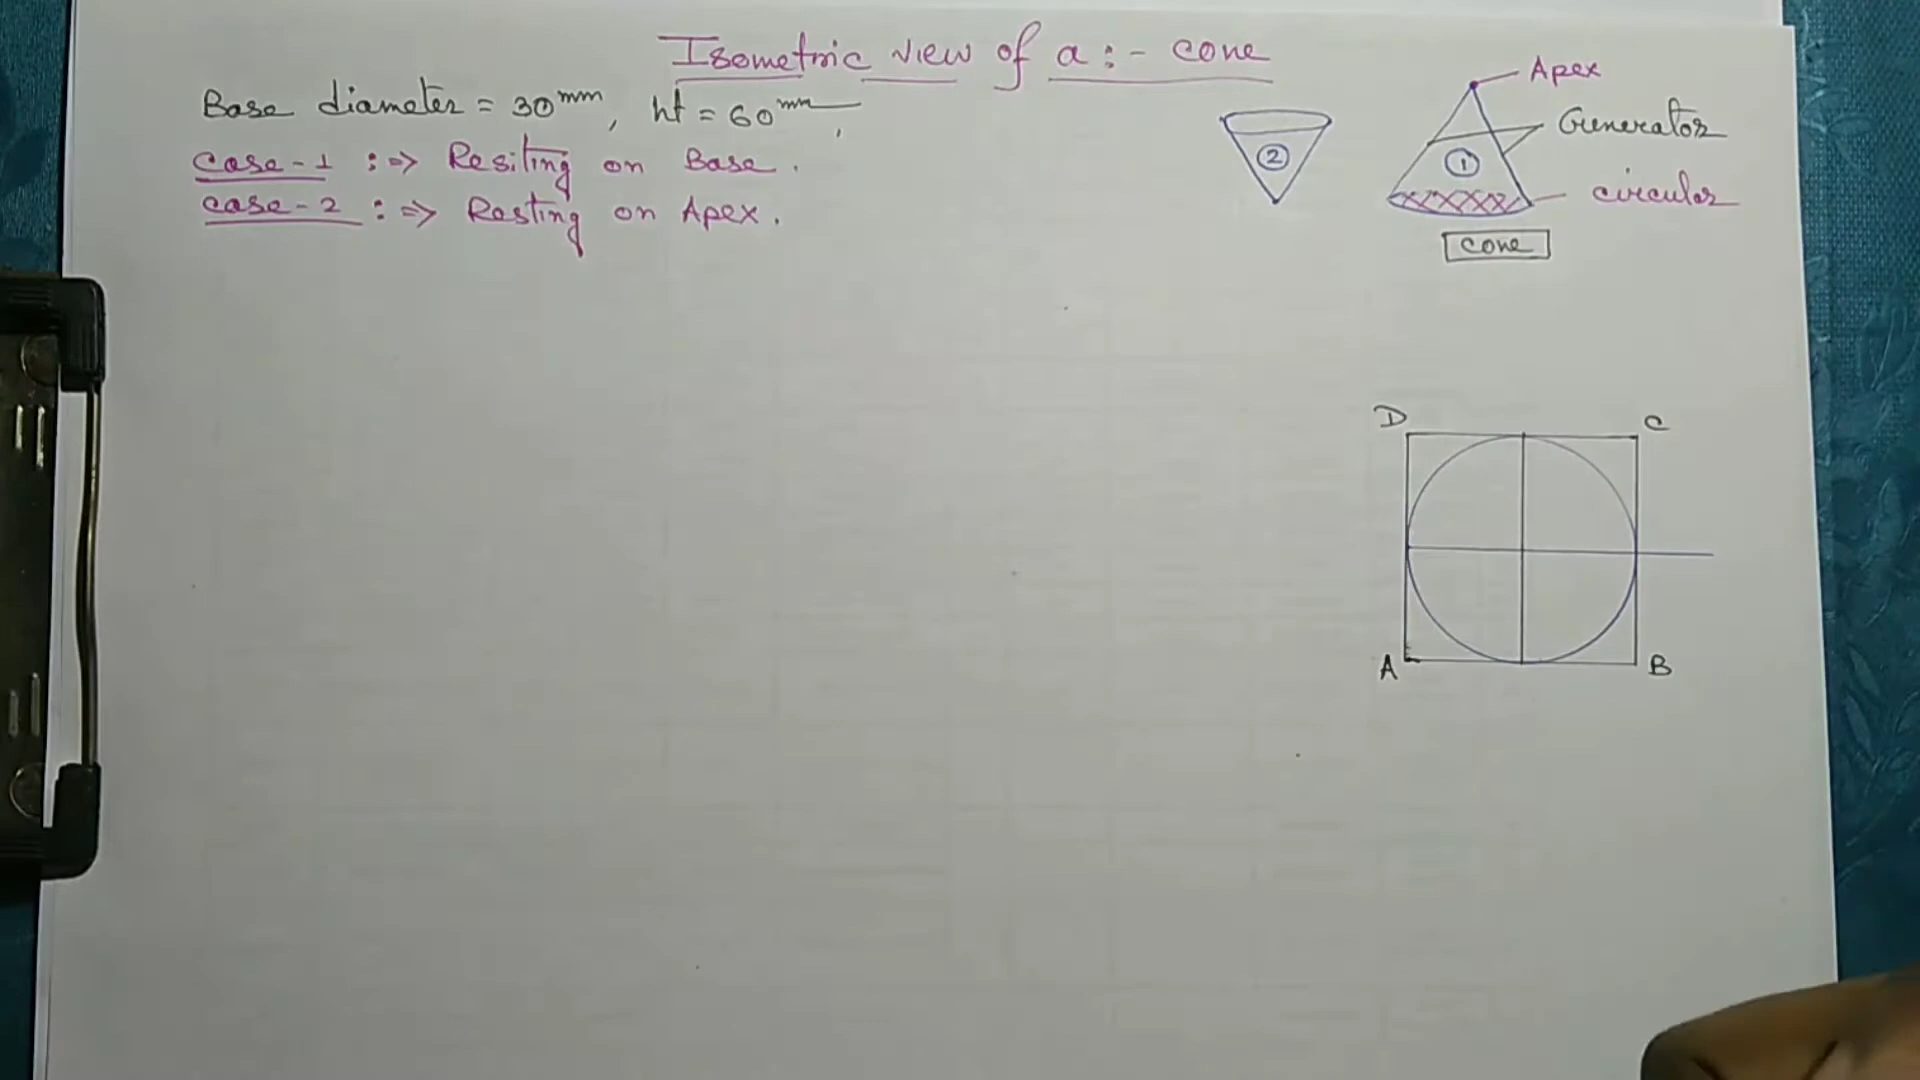 Isometric view of a :- cone
Base diameter = 30mm, ht = 60mm,
case-1 :=> Resiting on Base.
case-2 :=> Resting on Apex.
②
①
Apex
Generator
circular
cone
D
C
A
B